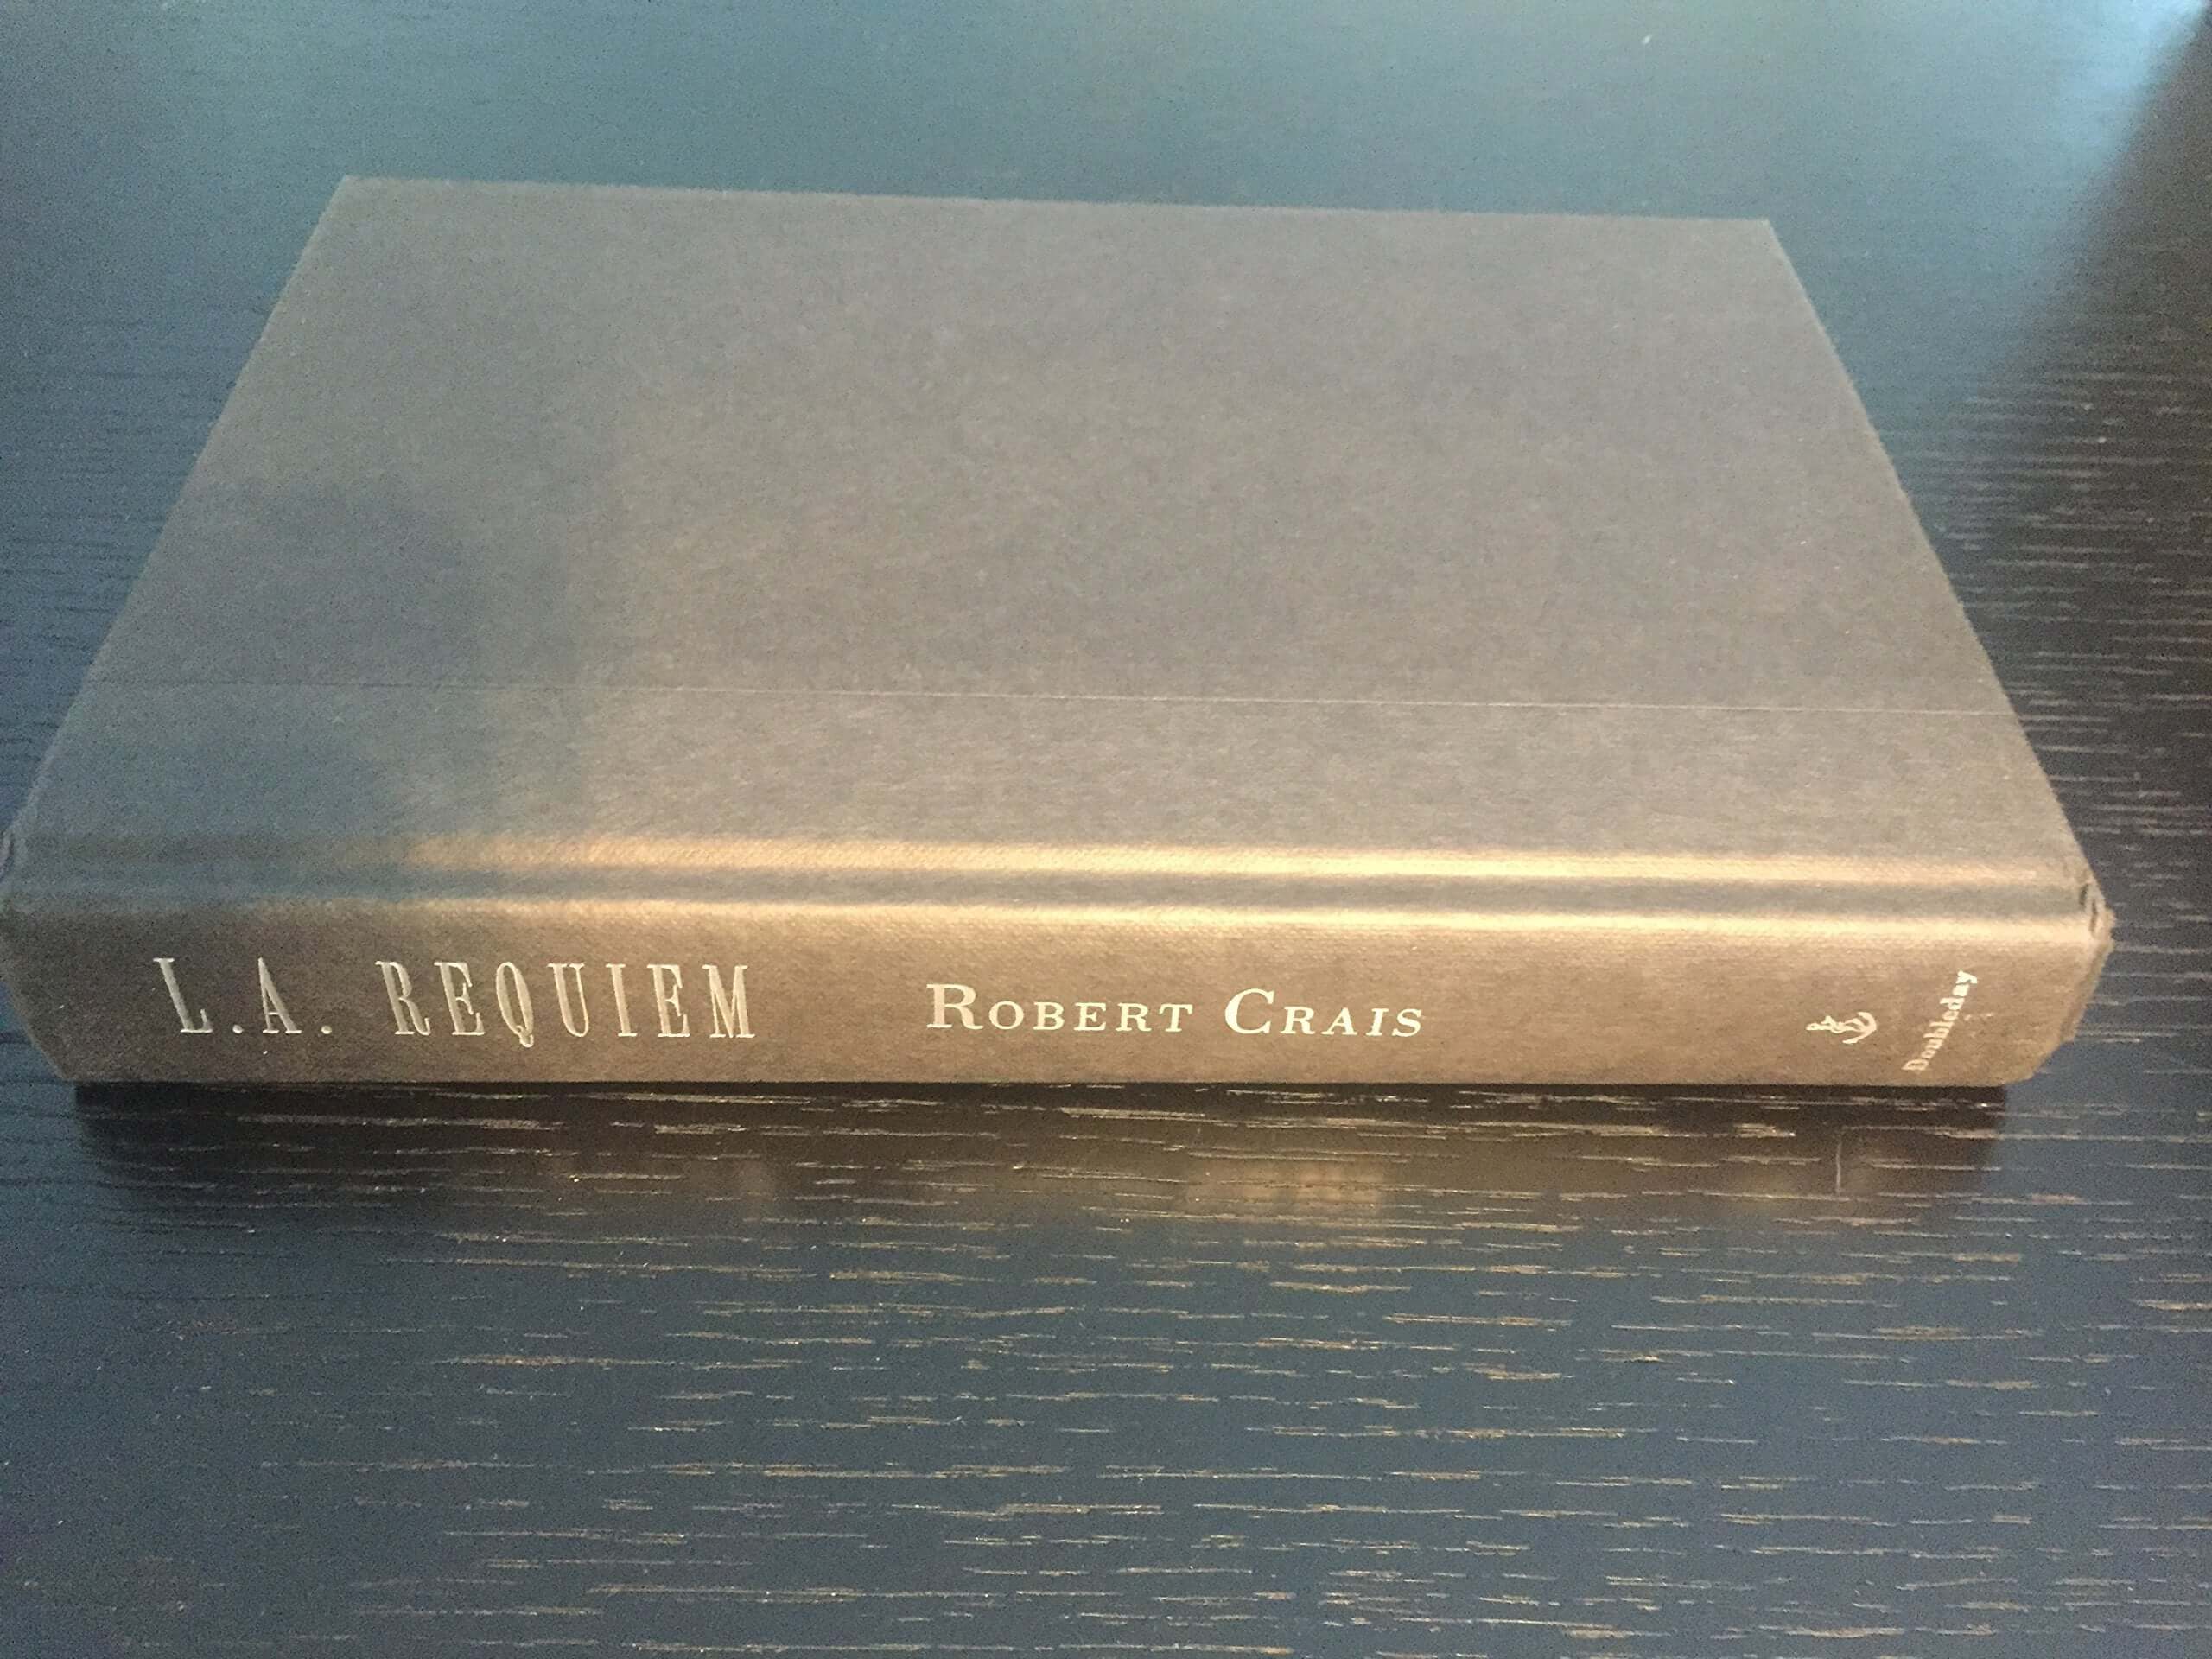 L.A. REQUIEM
ROBERT CRAIS
Doubleday